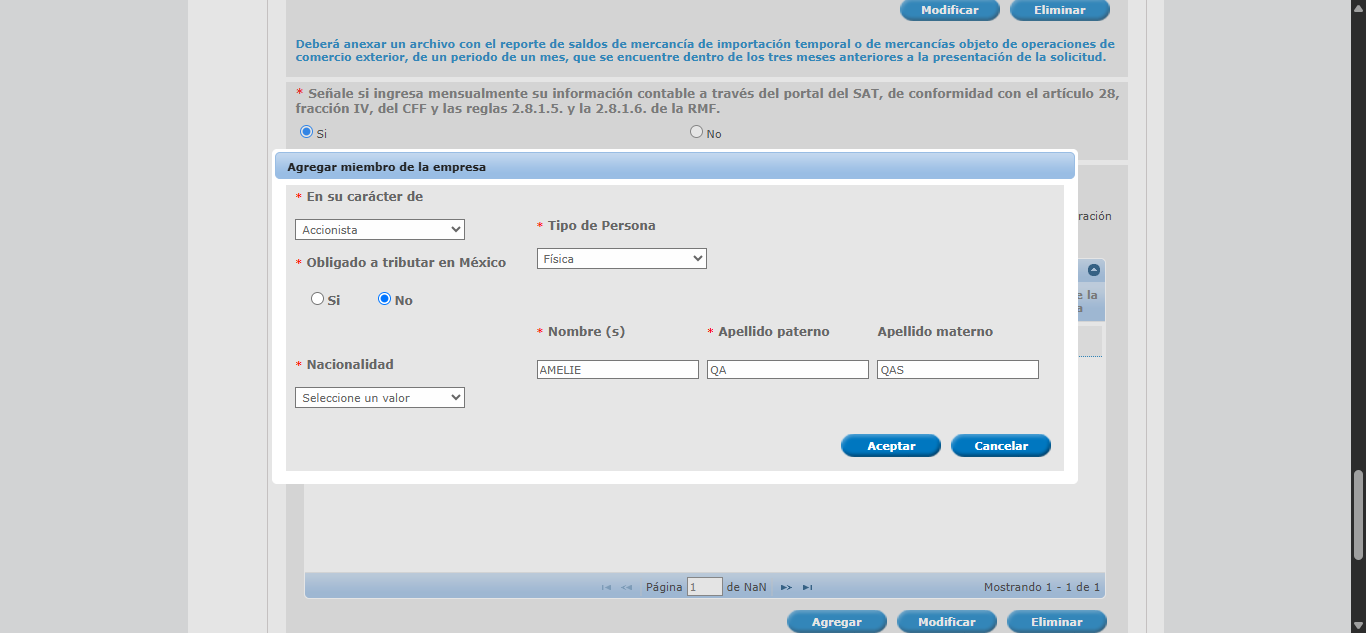 Modificar Eliminar
Deberá anexar un archivo con el reporte de saldos de mercancía de importación temporal o de mercancías objeto de operaciones de
comercio exterior, de un periodo de un mes, que se encuentre dentro de los tres meses anteriores a la presentación de la solicitud.
* Señale si ingresa mensualmente su información contable a través del portal del SAT, de conformidad con el artículo 28,
fracción IV, del CFF y las reglas 2.8.1.5. y la 2.8.1.6. de la RMF.
Si No
Agregar miembro de la empresa
* En su carácter de
ración
Accionista
* Tipo de Persona
Física
* Obligado a tributar en México
Si No
e la
a
* Nombre (s) * Apellido paterno Apellido materno
* Nacionalidad
AMELIE QA QAS
Seleccione un valor
Aceptar Cancelar
Página 1 de NaN Mostrando 1 - 1 de 1
Agregar Modificar Eliminar